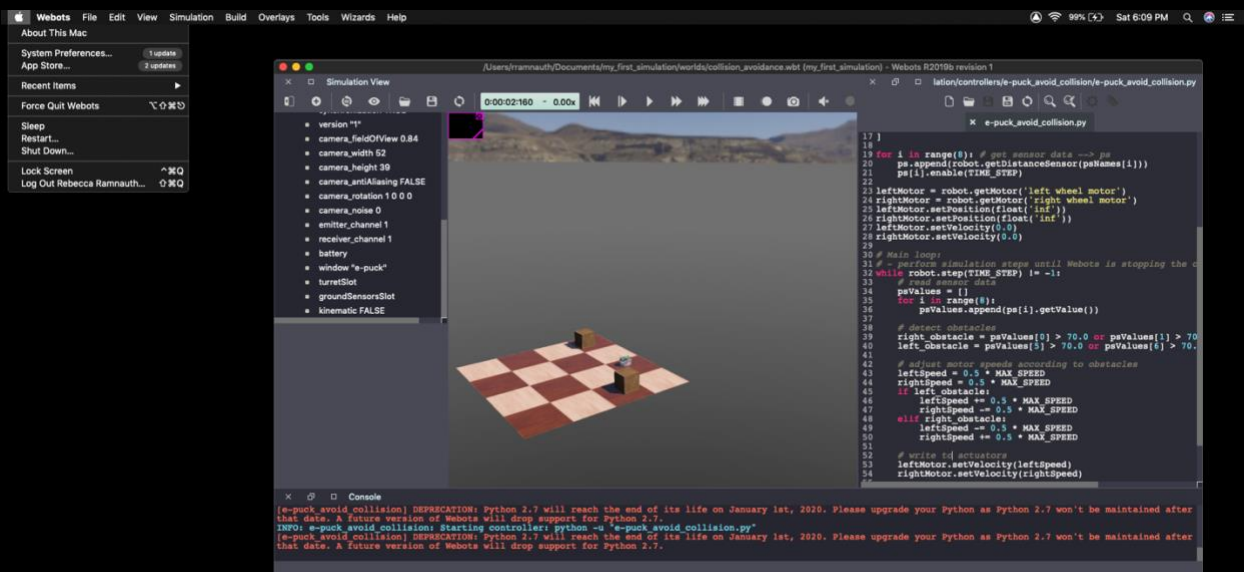 Webots File Edit View Simulation Build Overlays Tools Wizards Help 99% Sat 6:09 PM
About This Mac
System Preferences... 1 update
App Store... 2 updates
Recent Items
Force Quit Webots
Sleep
Restart...
Shut Down...
Lock Screen ^⌘Q
Log Out Rebecca Ramnauth... ⇧⌘Q
/Users/rramnauth/Documents/my_first_simulation/worlds/collision_avoidance.wbt (my_first_simulation) - Webots R2019b revision 1
Simulation View
0:00:02:160 - 0.00x
version "1"
camera_fieldOfView 0.84
camera_width 52
camera_height 39
camera_antiAliasing FALSE
camera_rotation 1 0 0 0
camera_noise 0
emitter_channel 1
receiver_channel 1
battery
window "e-puck"
turretSlot
groundSensorsSlot
kinematic FALSE
lation/controllers/e-puck_avoid_collision/e-puck_avoid_collision.py
e-puck_avoid_collision.py
17 ]
18
19 for i in range(8): # get sensor data --> ps
20 ps.append(robot.getDistanceSensor(psNames[i]))
21 ps[i].enable(TIME_STEP)
22
23 leftMotor = robot.getMotor('left wheel motor')
24 rightMotor = robot.getMotor('right wheel motor')
25 leftMotor.setPosition(float('inf'))
26 rightMotor.setPosition(float('inf'))
27 leftMotor.setVelocity(0.0)
28 rightMotor.setVelocity(0.0)
29
30 # Main loop:
31 # - perform simulation steps until Webots is stopping the c
32 while robot.step(TIME_STEP) != -1:
33 # read sensor data
34 psValues = []
35 for i in range(8):
36 psValues.append(ps[i].getValue())
37
38 # detect obstacles
39 right_obstacle = psValues[0] > 70.0 or psValues[1] > 70
40 left_obstacle = psValues[5] > 70.0 or psValues[6] > 70.
41
42 # adjust motor speeds according to obstacles
43 leftSpeed = 0.5 * MAX_SPEED
44 rightSpeed = 0.5 * MAX_SPEED
45 if left_obstacle:
46 leftSpeed += 0.5 * MAX_SPEED
47 rightSpeed -= 0.5 * MAX_SPEED
48 elif right_obstacle:
49 leftSpeed -= 0.5 * MAX_SPEED
50 rightSpeed += 0.5 * MAX_SPEED
51
52 # write to actuators
53 leftMotor.setVelocity(leftSpeed)
54 rightMotor.setVelocity(rightSpeed)
Console
[e-puck_avoid_collision] DEPRECATION: Python 2.7 will reach the end of its life on January 1st, 2020. Please upgrade your Python as Python 2.7 won't be maintained after
that date. A future version of Webots will drop support for Python 2.7.
INFO: e-puck_avoid_collision: Starting controller: python -u "e-puck_avoid_collision.py"
[e-puck_avoid_collision] DEPRECATION: Python 2.7 will reach the end of its life on January 1st, 2020. Please upgrade your Python as Python 2.7 won't be maintained after
that date. A future version of Webots will drop support for Python 2.7.